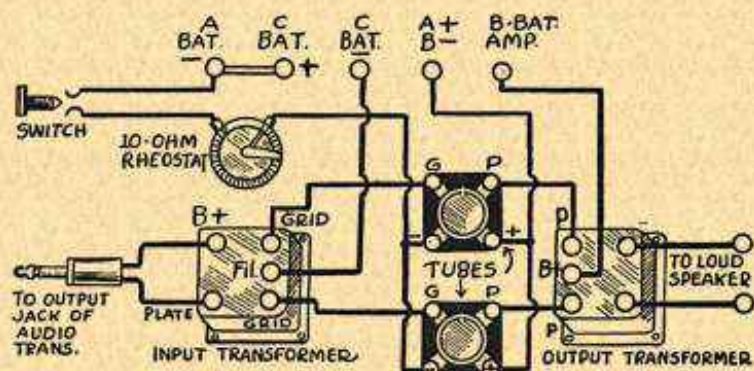 A BAT.
C BAT.
C BAT.
A+ B-
B-BAT. AMP.
-
+
-
SWITCH
10-OHM
RHEOSTAT
G
P
B+
GRID
-
+
P
-
Fil.
TUBES
B+
TO LOUD
SPEAKER
TO OUTPUT
JACK OF
AUDIO
TRANS.
PLATE
GRID
G
P
P
INPUT TRANSFORMER
-
+
OUTPUT TRANSFORMER